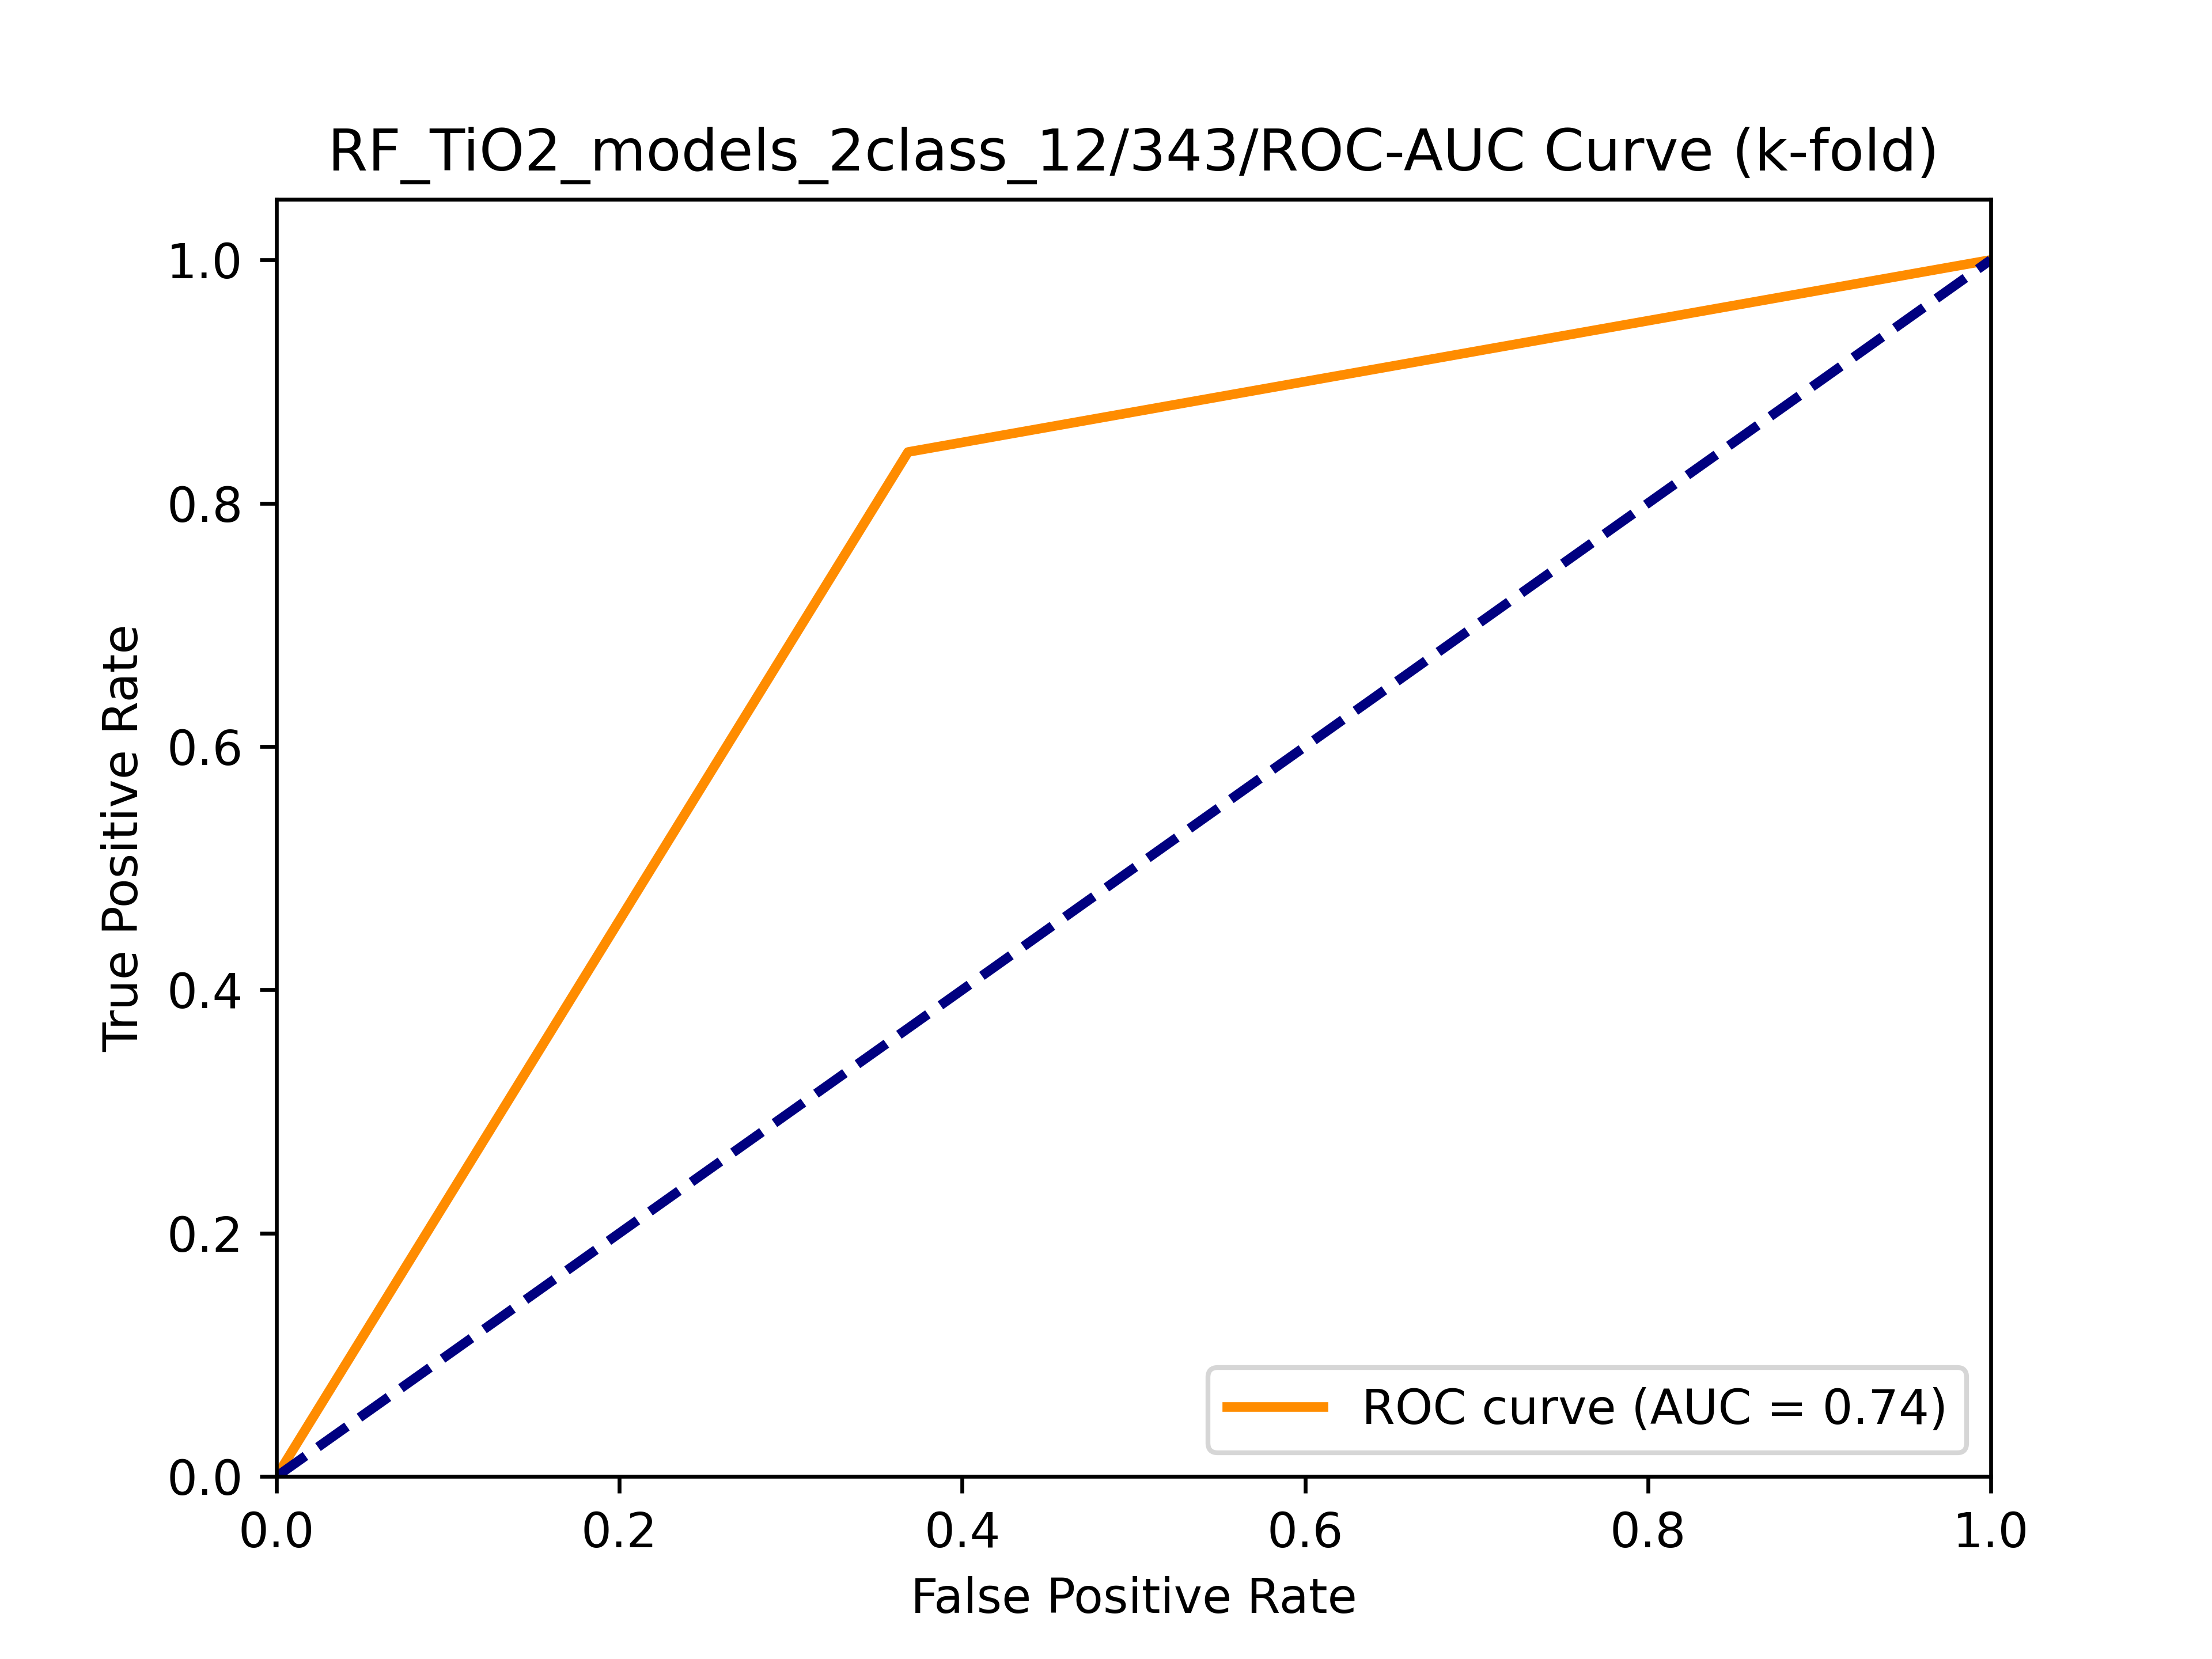 RF_TiO2_models_2class_12/343/ROC-AUC Curve (k-fold)
1.0
0.8
0.6
0.4
0.2
0.0
True Positive Rate
ROC curve (AUC = 0.74)
0.0 0.2 0.4 0.6 0.8 1.0
False Positive Rate